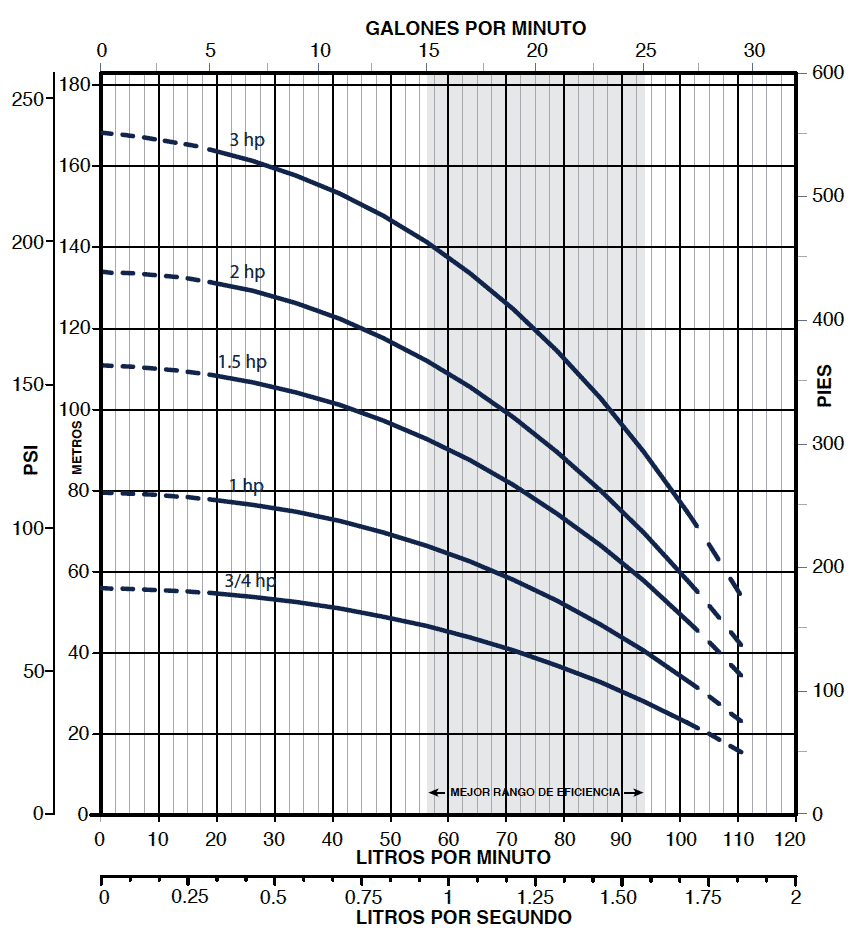 GALONES POR MINUTO
0 5 10 15 20 25 30
PSI
250
200
150
100
50
0
METROS
180
160
140
120
100
80
60
40
20
0
3 hp
2 hp
1.5 hp
1 hp
3/4 hp
MEJOR RANGO DE EFICIENCIA
PIES
600
500
400
300
200
100
0
0 10 20 30 40 50 60 70 80 90 100 110 120
LITROS POR MINUTO
0 0.25 0.5 0.75 1 1.25 1.50 1.75 2
LITROS POR SEGUNDO